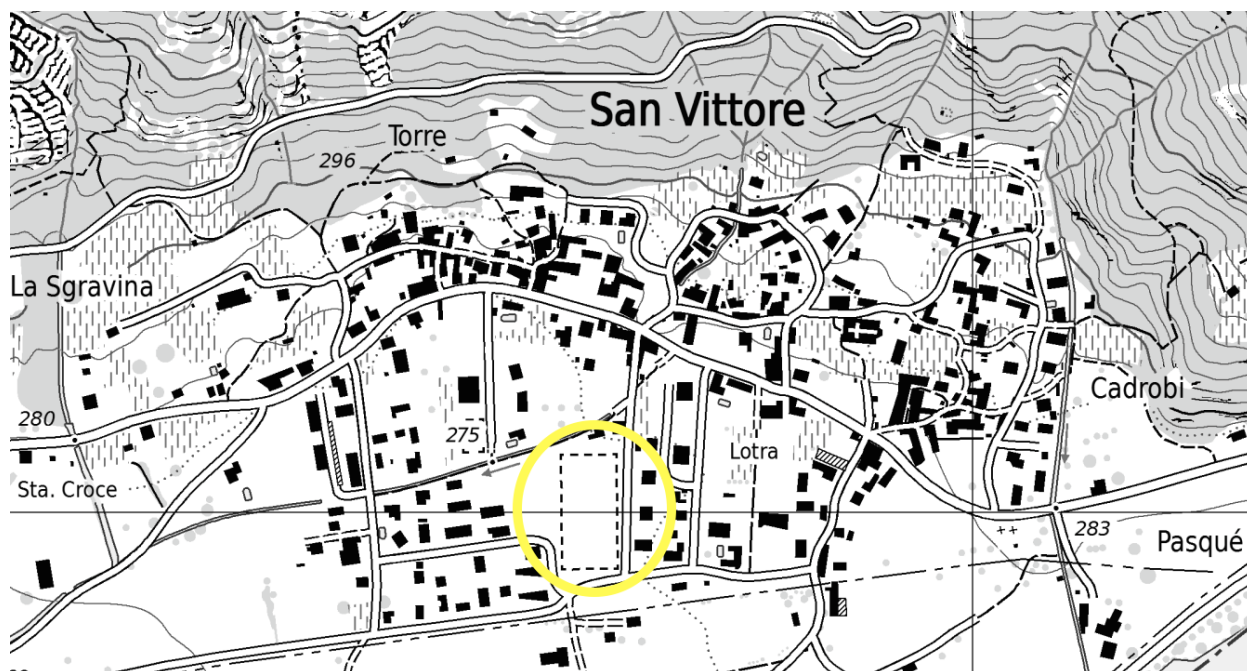 San Vittore
Torre
296
La Sgravina
Cadrobi
280
275
Lotra
Sta. Croce
283
Pasqué